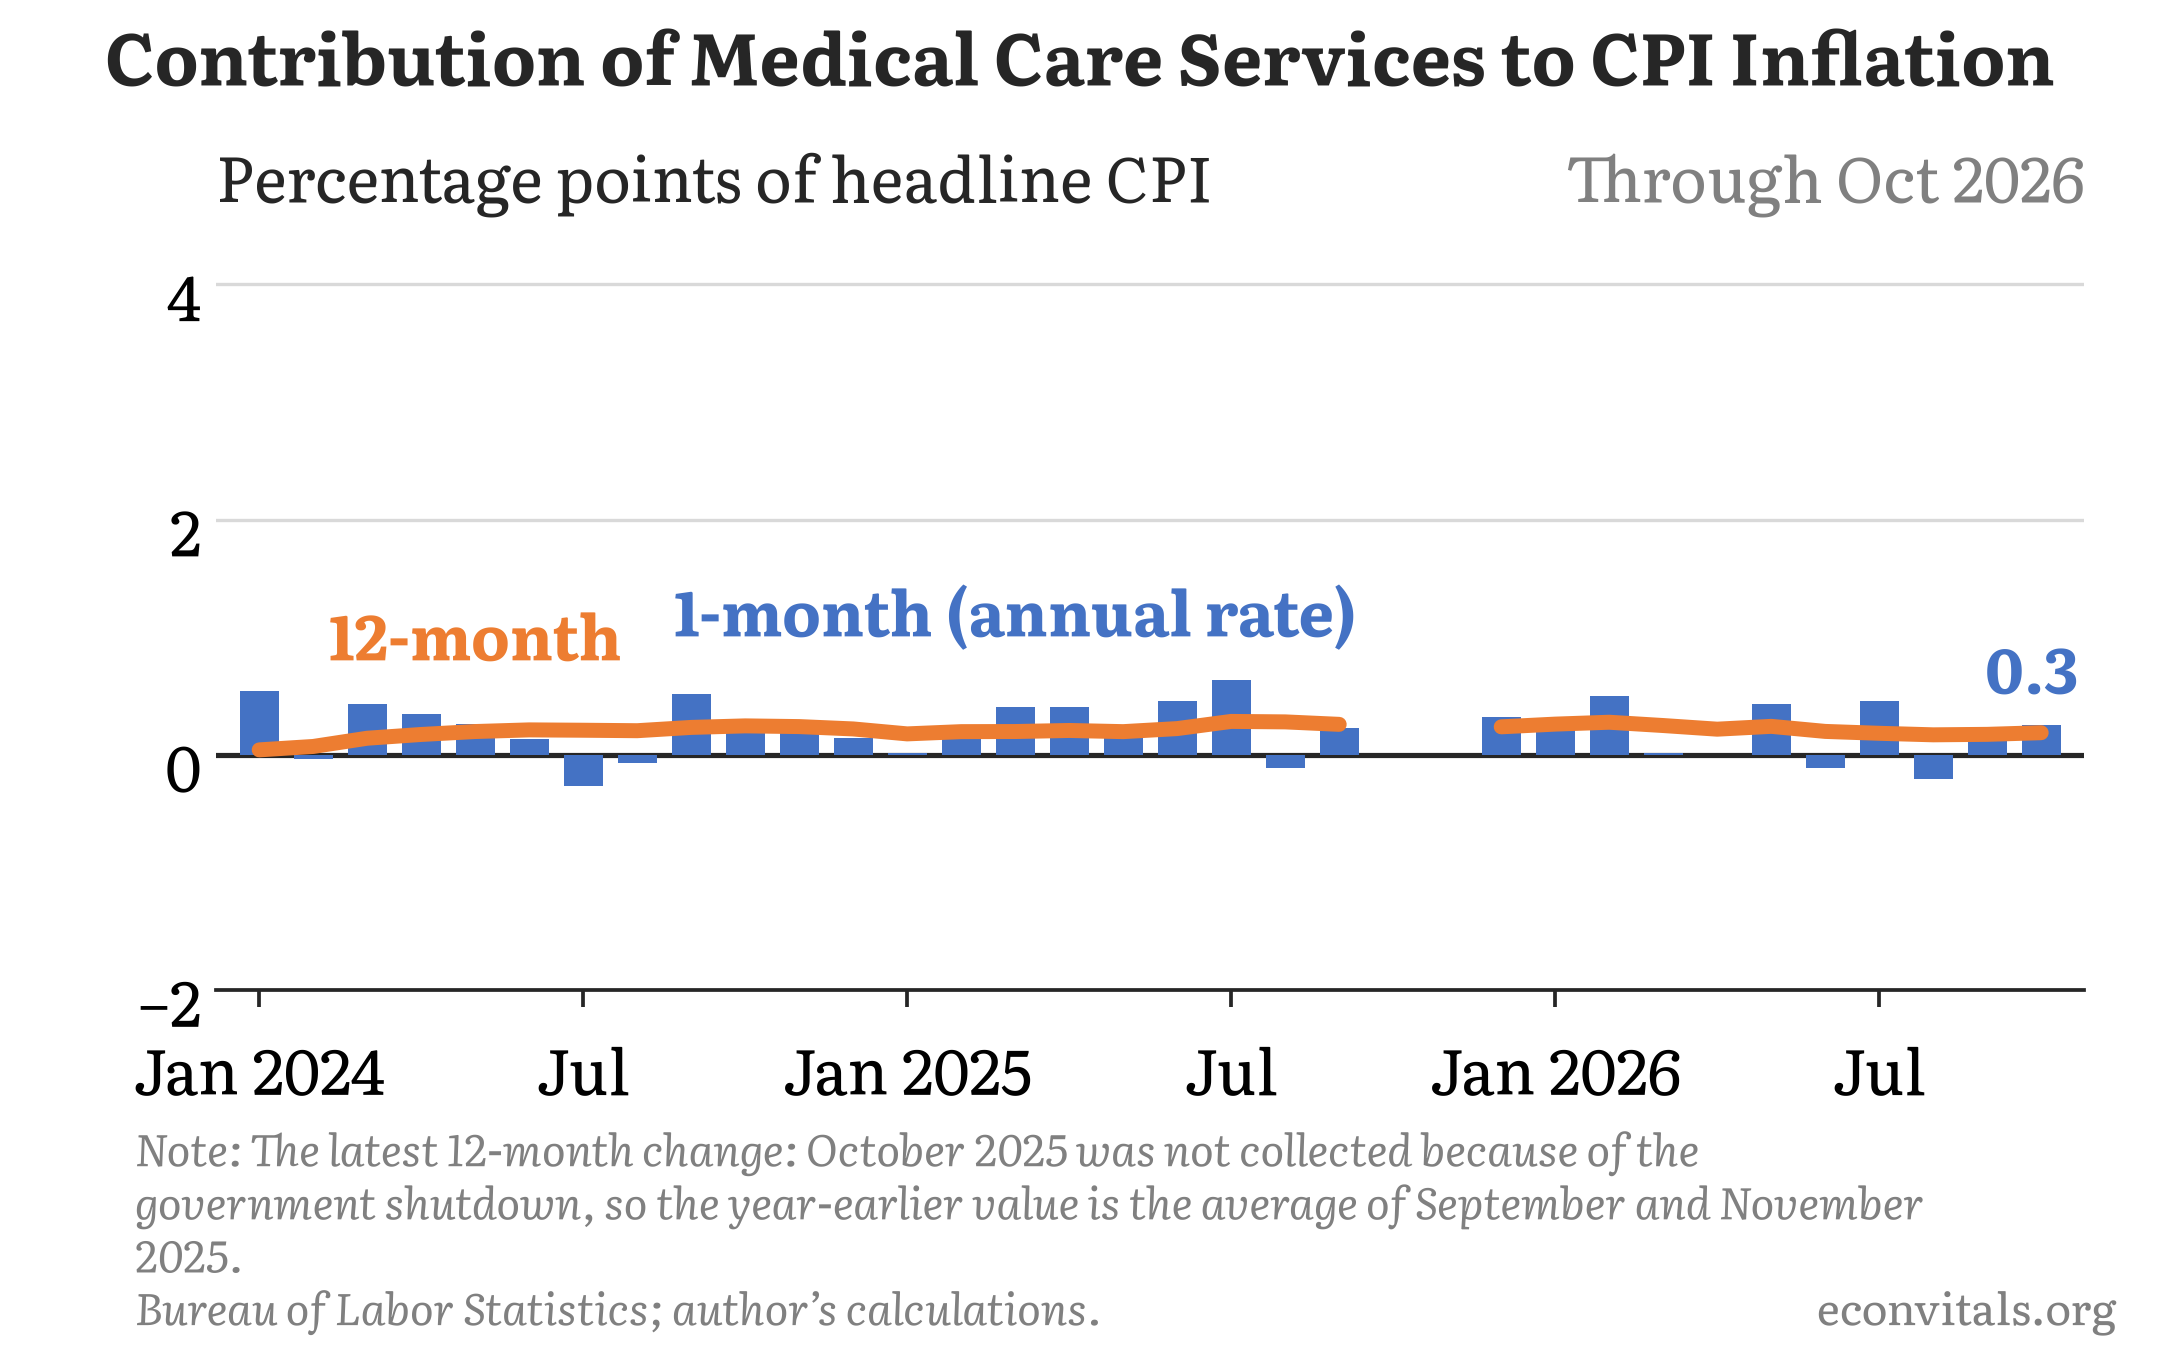 Contribution of Medical Care Services to CPI Inflation
Percentage points of headline CPI
Through Oct 2026
4
2
1-month (annual rate)
12-month
0.3
0
−2
Jan 2024
Jul
Jan 2025
Jul
Jan 2026
Jul
Note: The latest 12-month change: October 2025 was not collected because of the
government shutdown, so the year-earlier value is the average of September and November
2025.
Bureau of Labor Statistics; author’s calculations.
econvitals.org